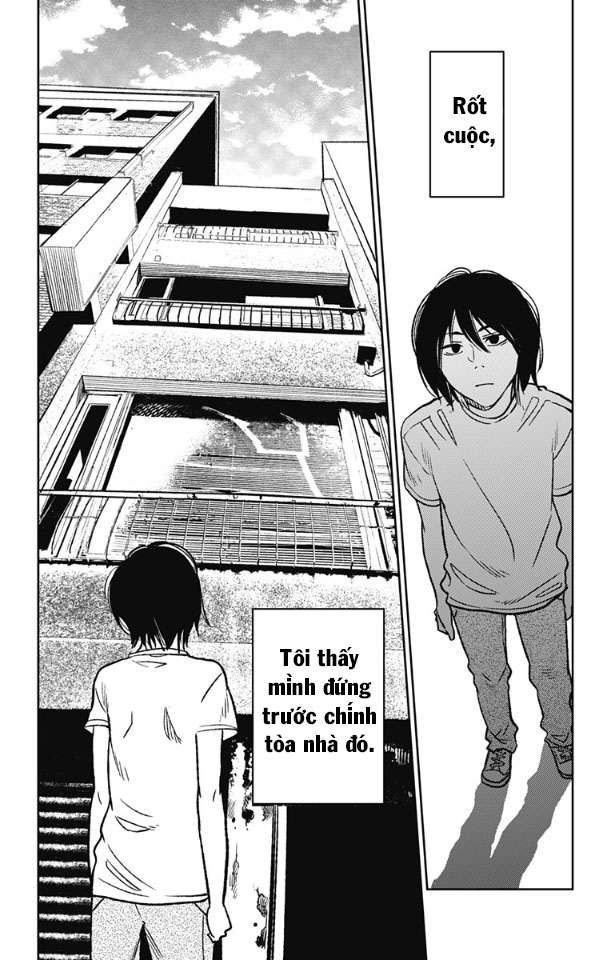 Rốt
cuộc,
Tôi thấy
mình đứng
trước chính
tòa nhà đó.